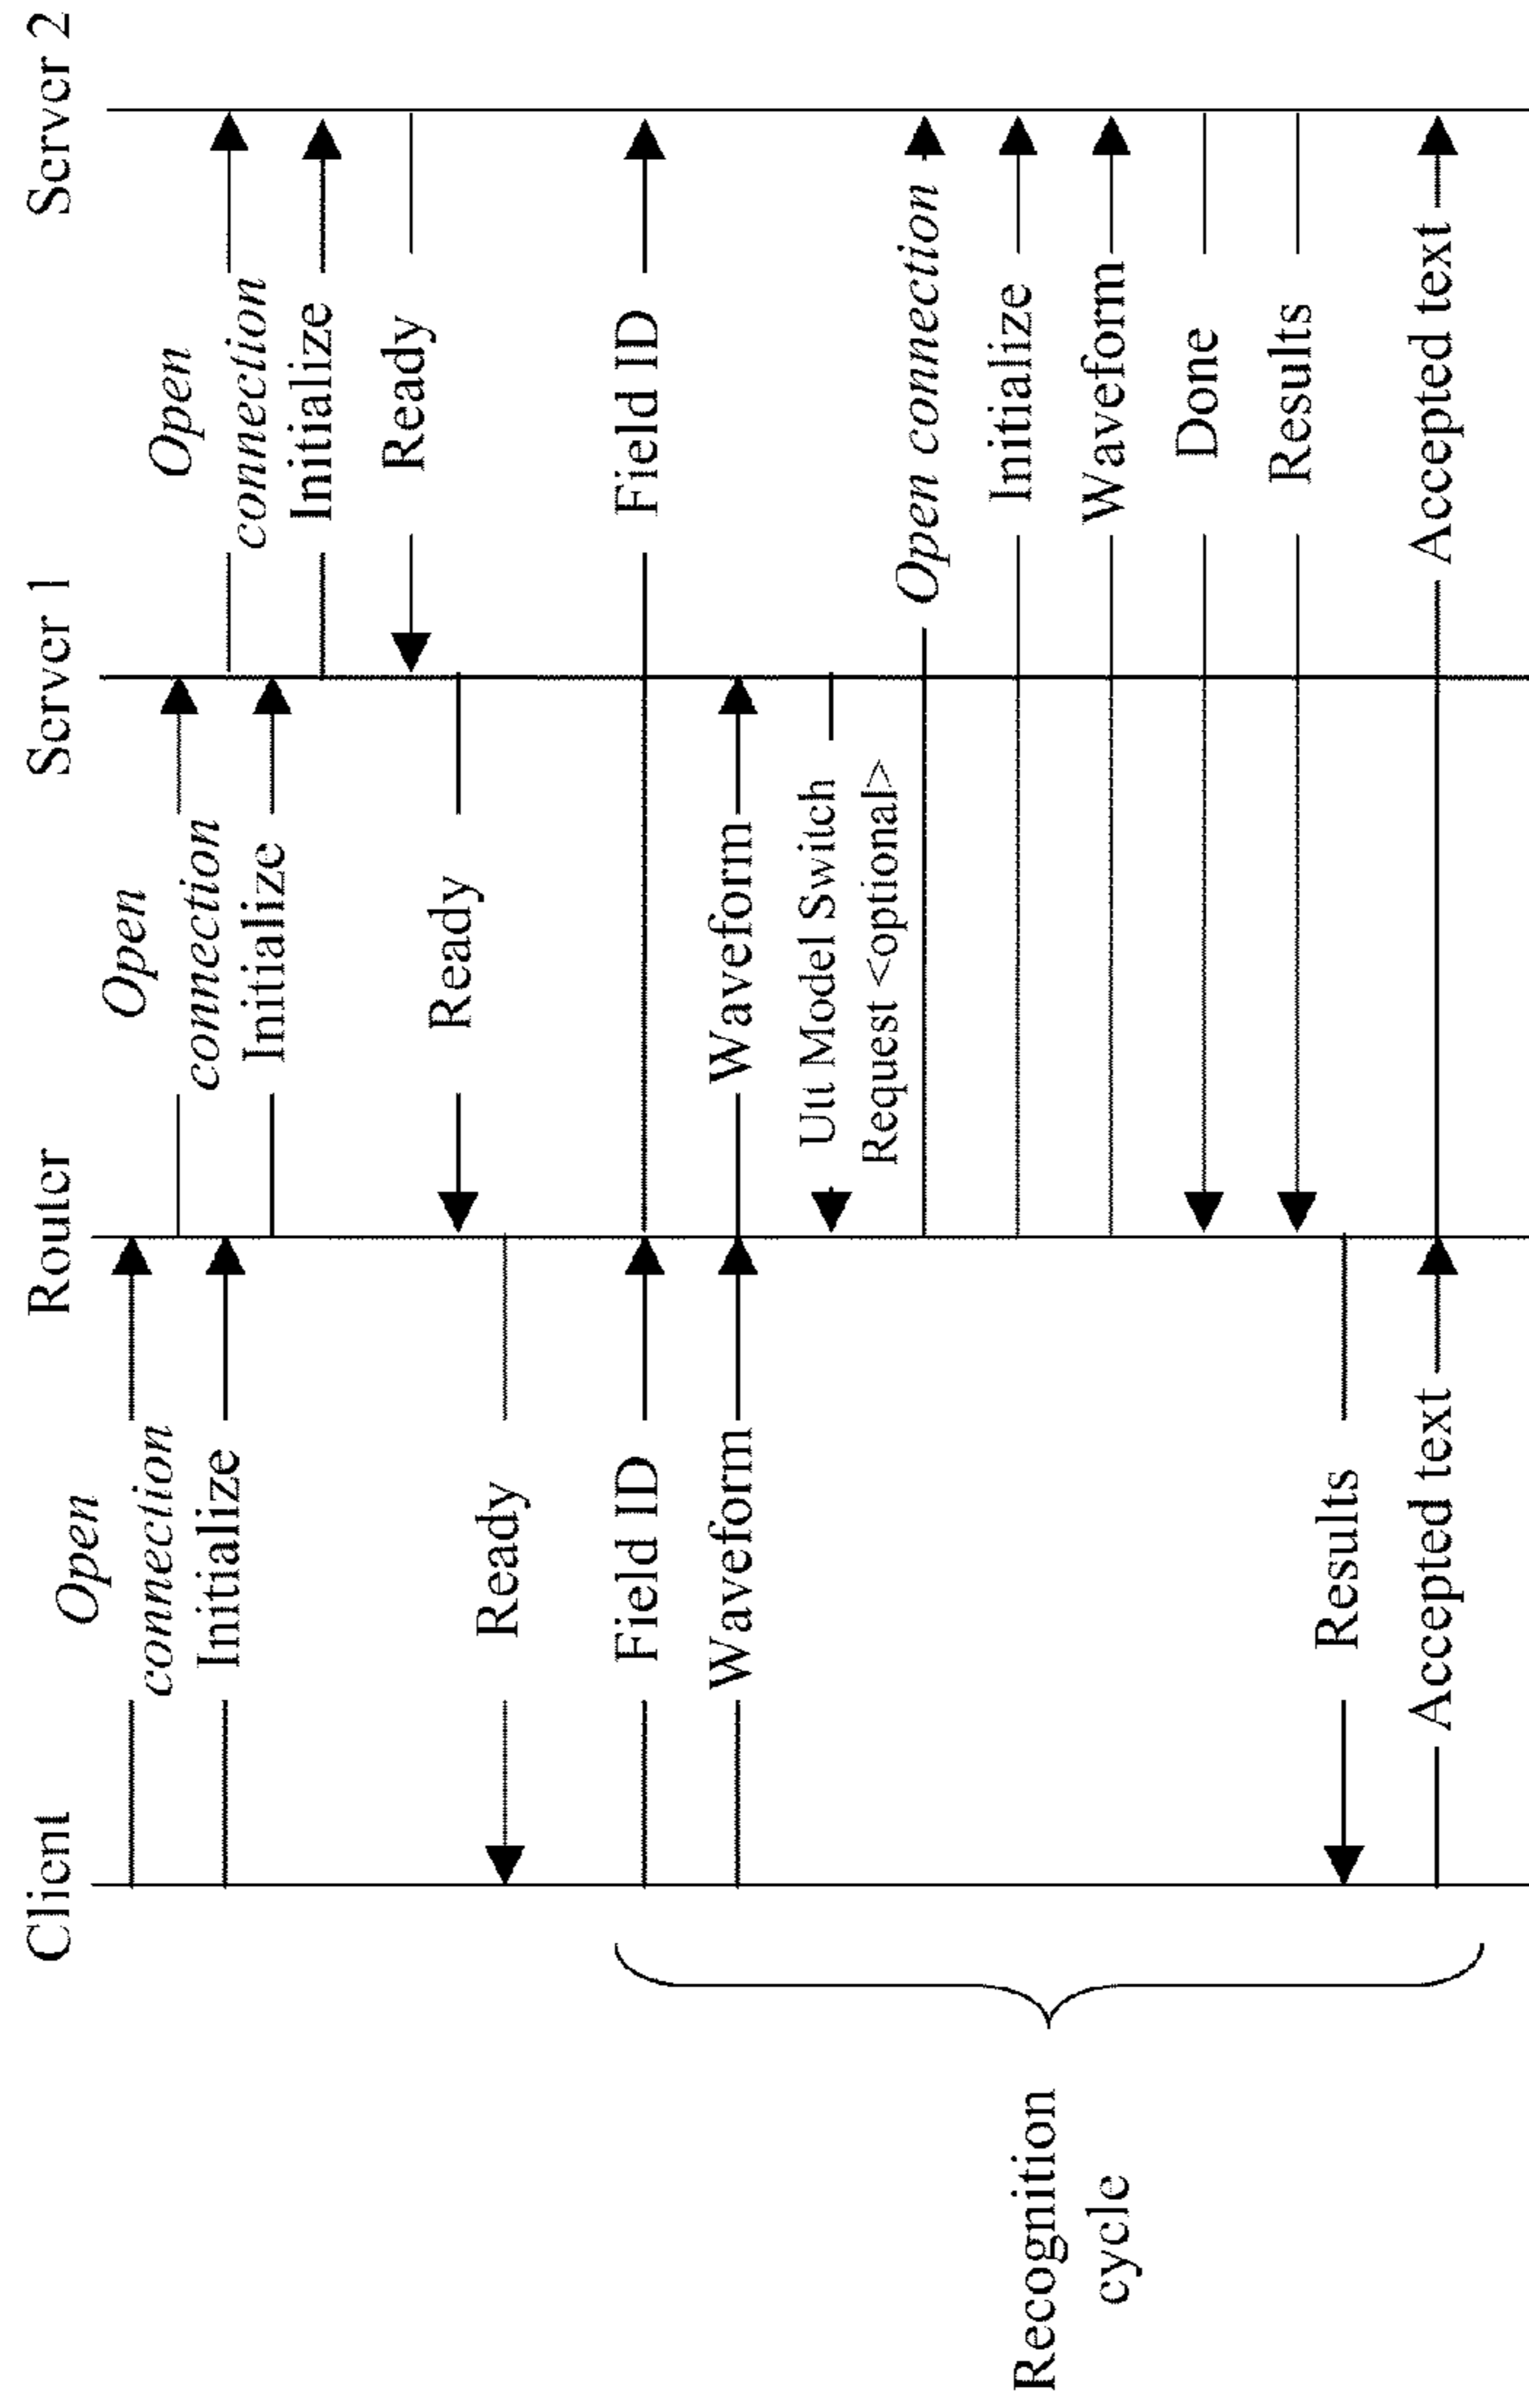 Client
Router
Server 1
Server 2
Open
connection
Initialize
Open
connection
Initialize
Open
connection
Initialize
Ready
Ready
Ready
Field ID
Field ID
Waveform
Waveform
Utt Model Switch
Request <optional>
Open connection
Initialize
Waveform
Done
Results
Results
Accepted text
Accepted text
Recognition
cycle